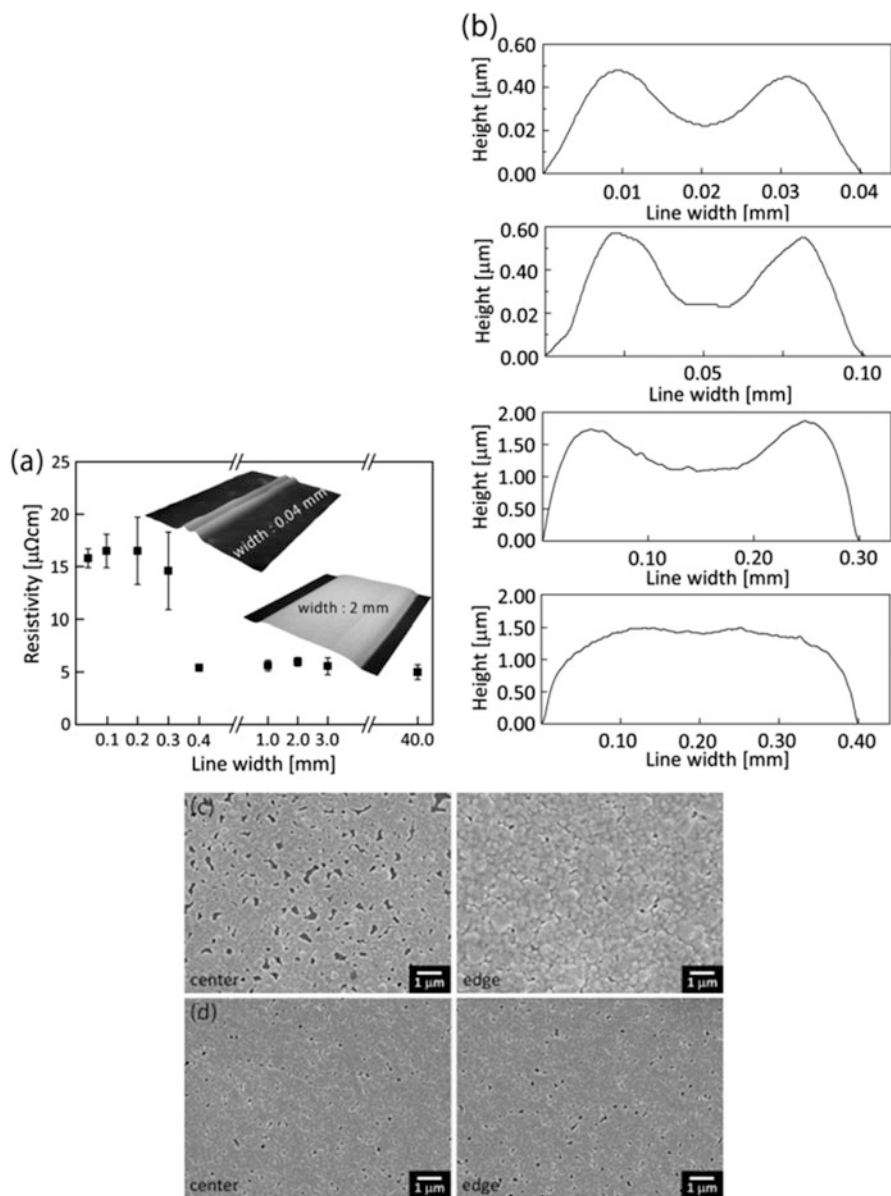 (b)
0.60
0.40
0.02
0.00
Height [μm]
0.01 0.02 0.03 0.04
Line width [mm]
0.60
0.40
0.02
0.00
Height [μm]
0.05 0.10
Line width [mm]
2.00
1.50
1.00
0.50
0.00
Height [μm]
0.10 0.20 0.30
Line width [mm]
2.00
1.50
1.00
0.50
0.00
Height [μm]
0.10 0.20 0.30 0.40
Line width [mm]
(a)
25
20
15
10
5
0
Resistivity [μΩcm]
width : 0.04 mm
width : 2 mm
0.1 0.2 0.3 0.4 1.0 2.0 3.0 40.0
Line width [mm]
(c)
center 1 μm
edge 1 μm
(d)
center 1 μm
edge 1 μm